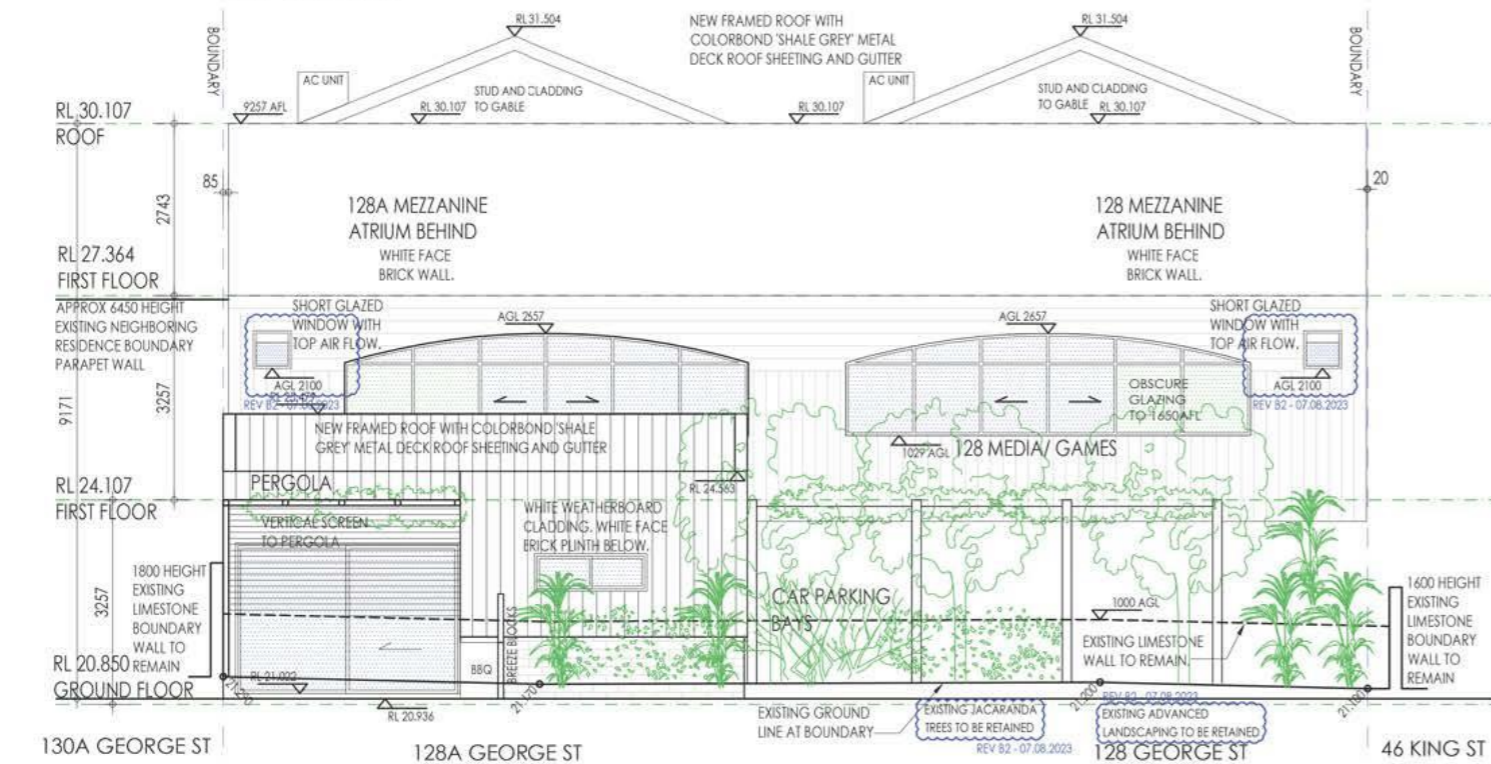 BOUNDARY
RL 31.504
NEW FRAMED ROOF WITH
COLORBOND 'SHALE GREY' METAL
DECK ROOF SHEETING AND GUTTER
RL 31.504
BOUNDARY
AC UNIT
STUD AND CLADDING
TO GABLE
AC UNIT
STUD AND CLADDING
TO GABLE
RL 30.107
ROOF
9257 AFL
RL 30.107
RL 30.107
RL 30.107
85
20
2743
128A MEZZANINE
ATRIUM BEHIND
WHITE FACE
BRICK WALL.
128 MEZZANINE
ATRIUM BEHIND
WHITE FACE
BRICK WALL.
RL 27.364
FIRST FLOOR
APPROX 6450 HEIGHT
EXISTING NEIGHBORING
RESIDENCE BOUNDARY
PARAPET WALL
SHORT GLAZED
WINDOW WITH
TOP AIR FLOW.
AGL 2657
SHORT GLAZED
WINDOW WITH
TOP AIR FLOW.
AGL 2100
REV B2 - 07.08.2023
OBSCURE
GLAZING
TO 1650AFL
AGL 2100
REV B2 - 07.08.2023
9171
3257
NEW FRAMED ROOF WITH COLORBOND 'SHALE
GREY' METAL DECK ROOF SHEETING AND GUTTER
1029 AGL
128 MEDIA/ GAMES
RL 24.107
FIRST FLOOR
PERGOLA
RL 24.563
VERTICAL SCREEN
TO PERGOLA
WHITE WEATHERBOARD
CLADDING. WHITE FACE
BRICK PLINTH BELOW.
3257
1800 HEIGHT
EXISTING
LIMESTONE
BOUNDARY
WALL TO
REMAIN
CAR PARKING
BAYS
1000 AGL
EXISTING LIMESTONE
WALL TO REMAIN.
1600 HEIGHT
EXISTING
LIMESTONE
BOUNDARY
WALL TO
REMAIN
RL 20.850
GROUND FLOOR
BBQ
BREEZE BLOCKS
RL 20.936
21.200
21.100
EXISTING GROUND
LINE AT BOUNDARY
EXISTING JACARANDA
TREES TO BE RETAINED
REV B2 - 07.08.2023
REV B2 - 07.08.2023
EXISTING ADVANCED
LANDSCAPING TO BE RETAINED
130A GEORGE ST
128A GEORGE ST
128 GEORGE ST
46 KING ST